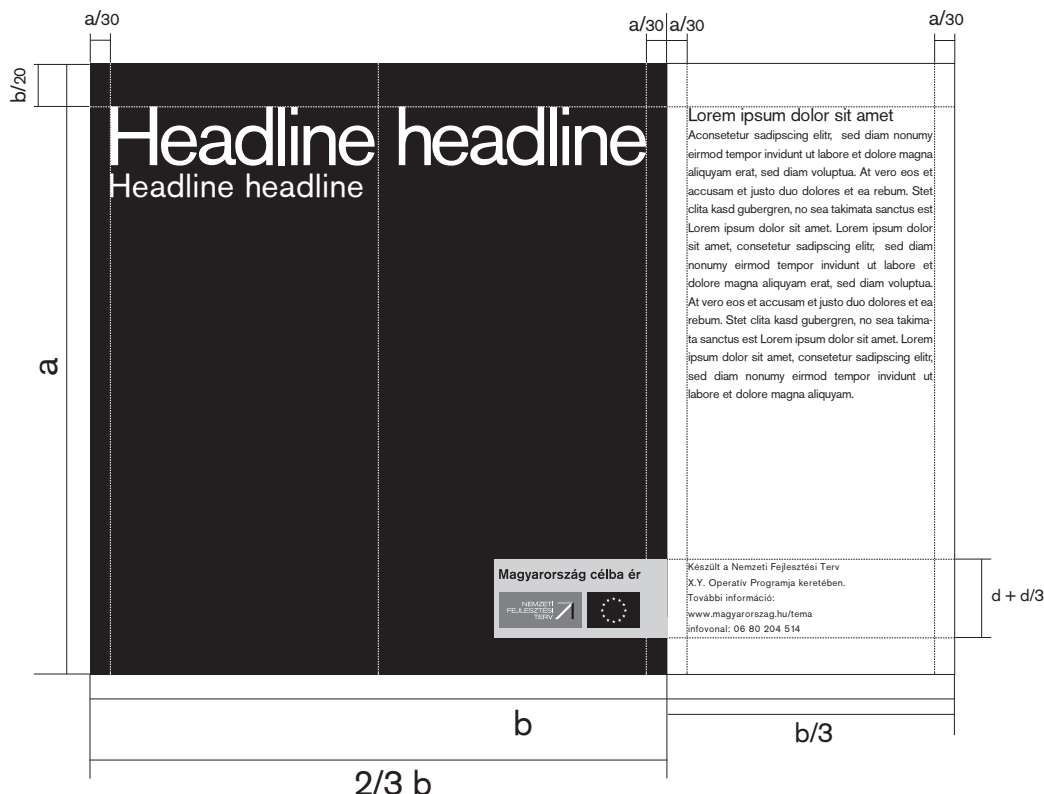 a/30
a/30
a/30
a/30
b/20
a
Headline headline
Headline headline
Lorem ipsum dolor sit amet
Aconsetetur sadipscing elitr, sed diam nonumy
eirmod tempor invidunt ut labore et dolore magna
aliquyam erat, sed diam voluptua. At vero eos et
accusam et justo duo dolores et ea rebum. Stet
clita kasd gubergren, no sea takimata sanctus est
Lorem ipsum dolor sit amet. Lorem ipsum dolor
sit amet, consetetur sadipscing elitr, sed diam
nonumy eirmod tempor invidunt ut labore et
dolore magna aliquyam erat, sed diam voluptua.
At vero eos et accusam et justo duo dolores et ea
rebum. Stet clita kasd gubergren, no sea takima-
ta sanctus est Lorem ipsum dolor sit amet. Lorem
ipsum dolor sit amet, consetetur sadipscing elitr,
sed diam nonumy eirmod tempor invidunt ut
labore et dolore magna aliquyam.
Magyarország célba ér
NEMZETI
FEJLESZTÉSI
TERV
Készült a Nemzeti Fejlesztési Terv
X.Y. Operatív Programja keretében.
További információ:
www.magyarorszag.hu/tema
infovonal: 06 80 204 514
d + d/3
b
b/3
2/3 b